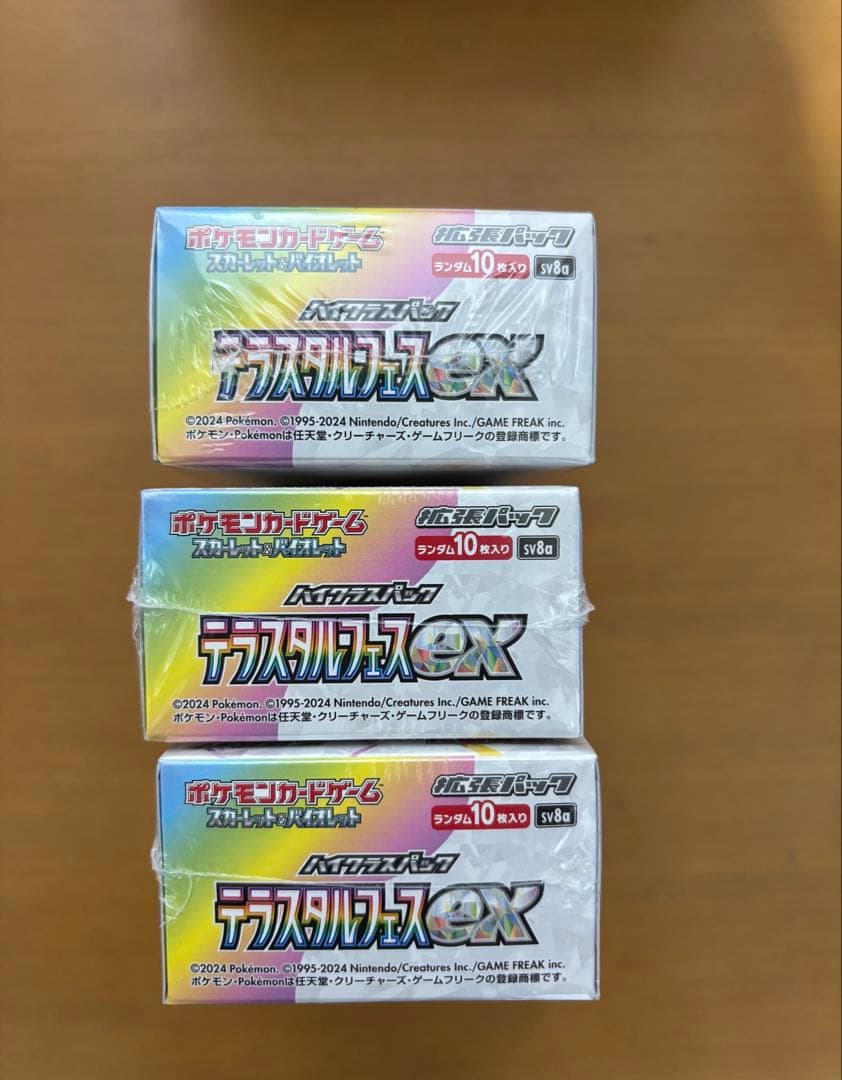 ポケモンカードゲーム 拡張パック
スカーレット&バイオレット ランダム10枚入り sv8a
ハイクラスパック
テラスタルフェスex
©2024 Pokémon. ©1995-2024 Nintendo/Creatures Inc./GAME FREAK inc.
ポケモン・Pokémonは任天堂・クリーチャーズ・ゲームフリークの登録商標です。
ポケモンカードゲーム 拡張パック
スカーレット&バイオレット ランダム10枚入り sv8a
ハイクラスパック
テラスタルフェスex
©2024 Pokémon. ©1995-2024 Nintendo/Creatures Inc./GAME FREAK inc.
ポケモン・Pokémonは任天堂・クリーチャーズ・ゲームフリークの登録商標です。
ポケモンカードゲーム 拡張パック
スカーレット&バイオレット ランダム10枚入り sv8a
ハイクラスパック
テラスタルフェスex
©2024 Pokémon. ©1995-2024 Nintendo/Creatures Inc./GAME FREAK inc.
ポケモン・Pokémonは任天堂・クリーチャーズ・ゲームフリークの登録商標です。